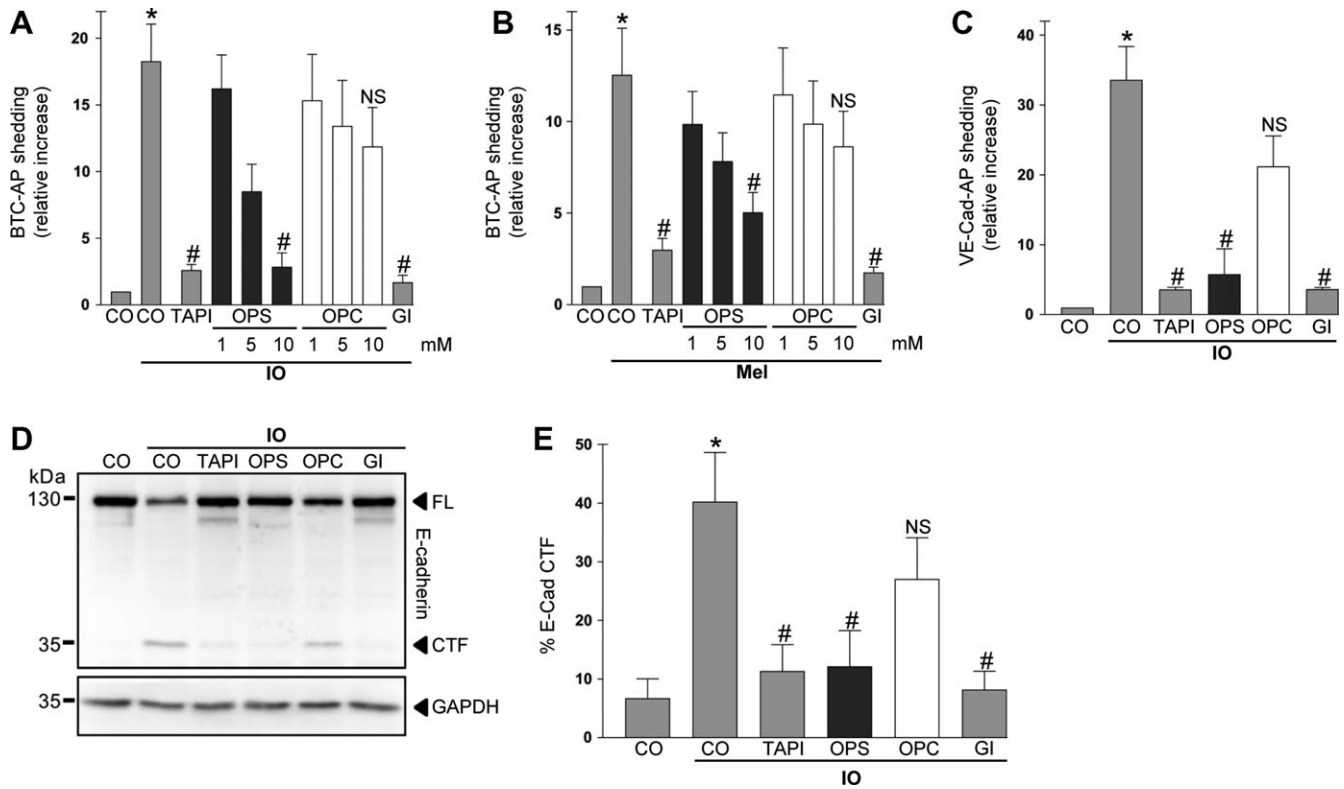 A
BTC-AP shedding
(relative increase)
20
15
10
5
0
*
#
#
NS
#
CO CO TAPI OPS OPC GI
1 5 10 1 5 10 mM
IO
B
BTC-AP shedding
(relative increase)
15
10
5
0
*
#
#
NS
#
CO CO TAPI OPS OPC GI
1 5 10 1 5 10 mM
Mel
C
VE-Cad-AP shedding
(relative increase)
40
30
20
10
0
*
#
#
NS
#
CO CO TAPI OPS OPC GI
IO
D
IO
kDa CO CO TAPI OPS OPC GI
130 FL
E-cadherin
35 CTF
35 GAPDH
E
% E-Cad CTF
50
40
30
20
10
0
*
#
#
NS
#
CO CO TAPI OPS OPC GI
IO